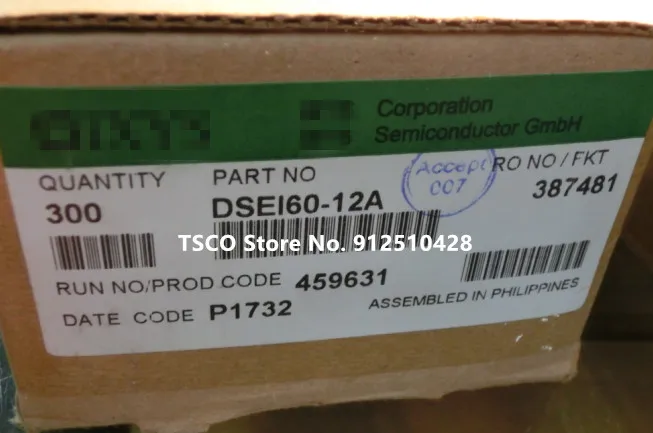 Corporation
Semiconductor GmbH
QUANTITY
300
PART NO
DSEI60-12A
Accept
007
RO NO / FKT
387481
TSCO Store No. 912510428
RUN NO/PROD CODE 459631
DATE CODE P1732
ASSEMBLED IN PHILIPPINES